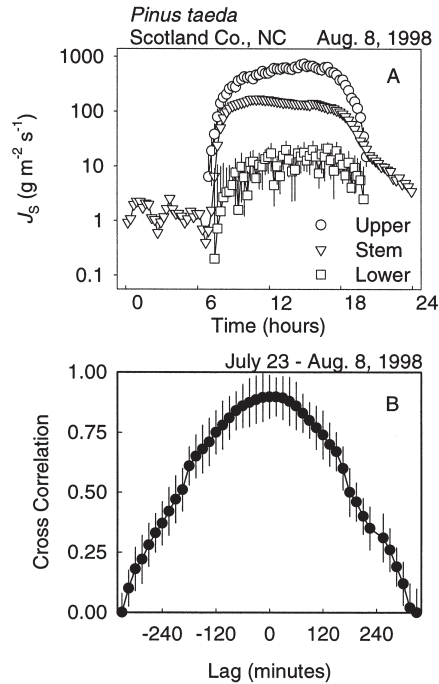 Pinus taeda
Scotland Co., NC Aug. 8, 1998
A
1000
100
10
1
0.1
JS (g m-2 s-1)
Upper
Stem
Lower
0 6 12 18 24
Time (hours)
July 23 - Aug. 8, 1998
B
1.00
0.75
0.50
0.25
0.00
Cross Correlation
-240 -120 0 120 240
Lag (minutes)